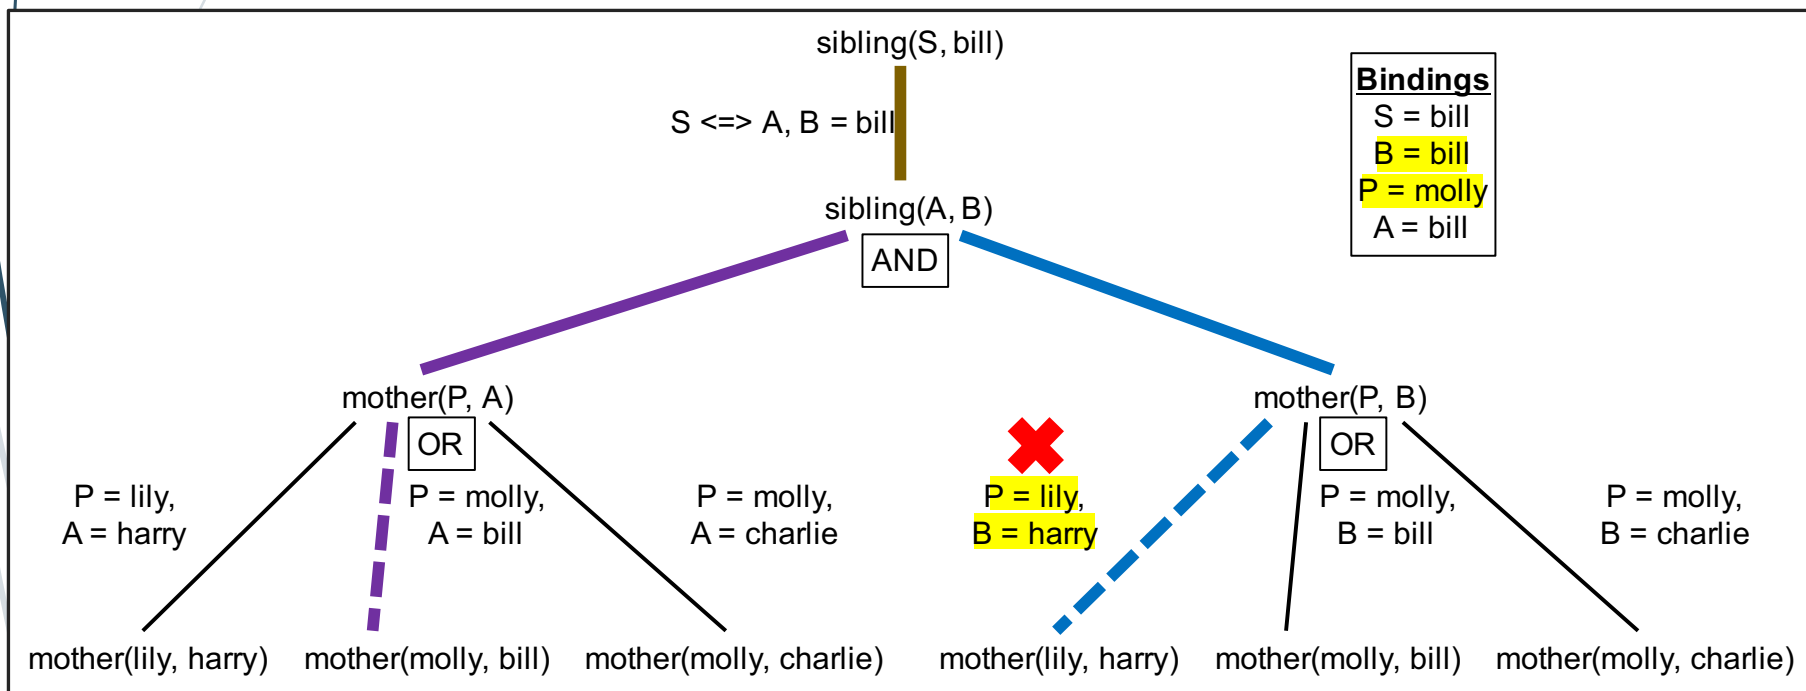 sibling(S, bill)
S <=> A, B = bill
Bindings
S = bill
B = bill
P = molly
A = bill
sibling(A, B)
AND
mother(P, A)
OR
mother(P, B)
OR
P = lily,
A = harry
P = molly,
A = bill
P = molly,
A = charlie
P = lily,
B = harry
P = molly,
B = bill
P = molly,
B = charlie
mother(lily, harry)
mother(molly, bill)
mother(molly, charlie)
mother(lily, harry)
mother(molly, bill)
mother(molly, charlie)